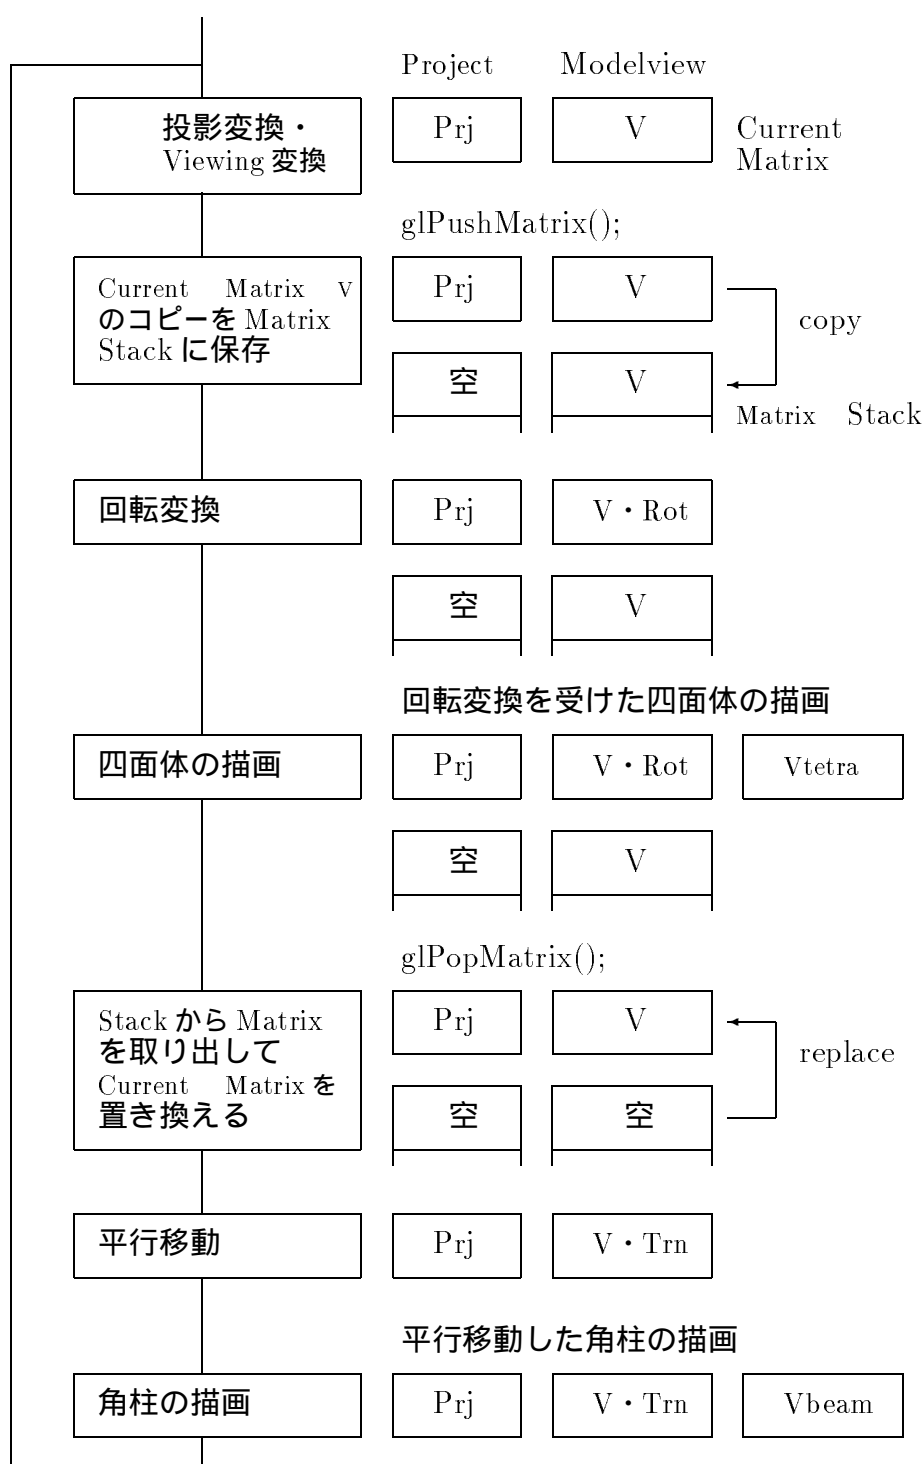 Project Modelview
投影変換・
Viewing 変換
Prj V Current
Matrix
glPushMatrix();
Current Matrix V
のコピーを Matrix
Stack に保存
Prj V
copy
空 V
Matrix Stack
回転変換 Prj V・Rot
空 V
回転変換を受けた四面体の描画
四面体の描画 Prj V・Rot Vtetra
空 V
glPopMatrix();
Stack から Matrix
を取り出して
Current Matrix を
置き換える
Prj V
replace
空 空
平行移動 Prj V・Trn
平行移動した角柱の描画
角柱の描画 Prj V・Trn Vbeam